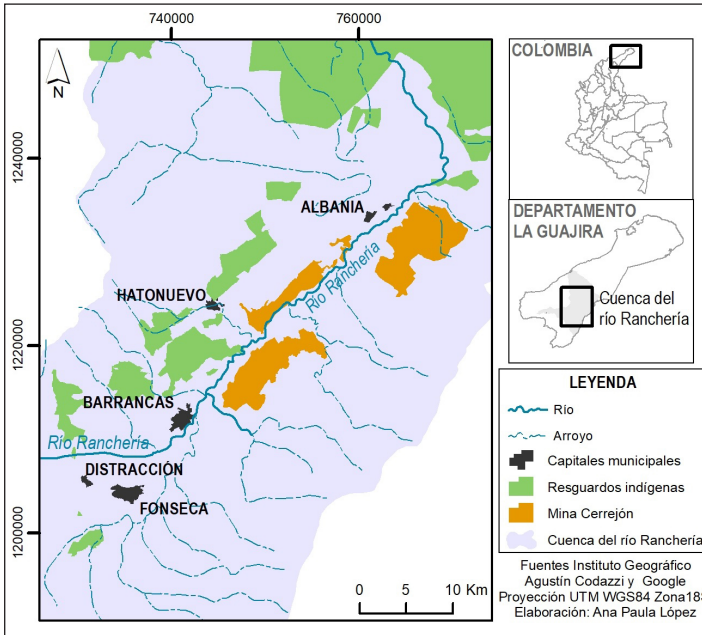 740000
760000
1240000
1220000
1200000
N
ALBANIA
Río Ranchería
HATONUEVO
BARRANCAS
Río Ranchería
DISTRACCIÓN
FONSECA
0 5 10 Km
COLOMBIA
DEPARTAMENTO
LA GUAJIRA
Cuenca del
río Ranchería
LEYENDA
Río
Arroyo
Capitales municipales
Resguardos indígenas
Mina Cerrejón
Cuenca del río Ranchería
Fuentes Instituto Geográfico
Agustín Codazzi y Google
Proyección UTM WGS84 Zona18
Elaboración: Ana Paula López